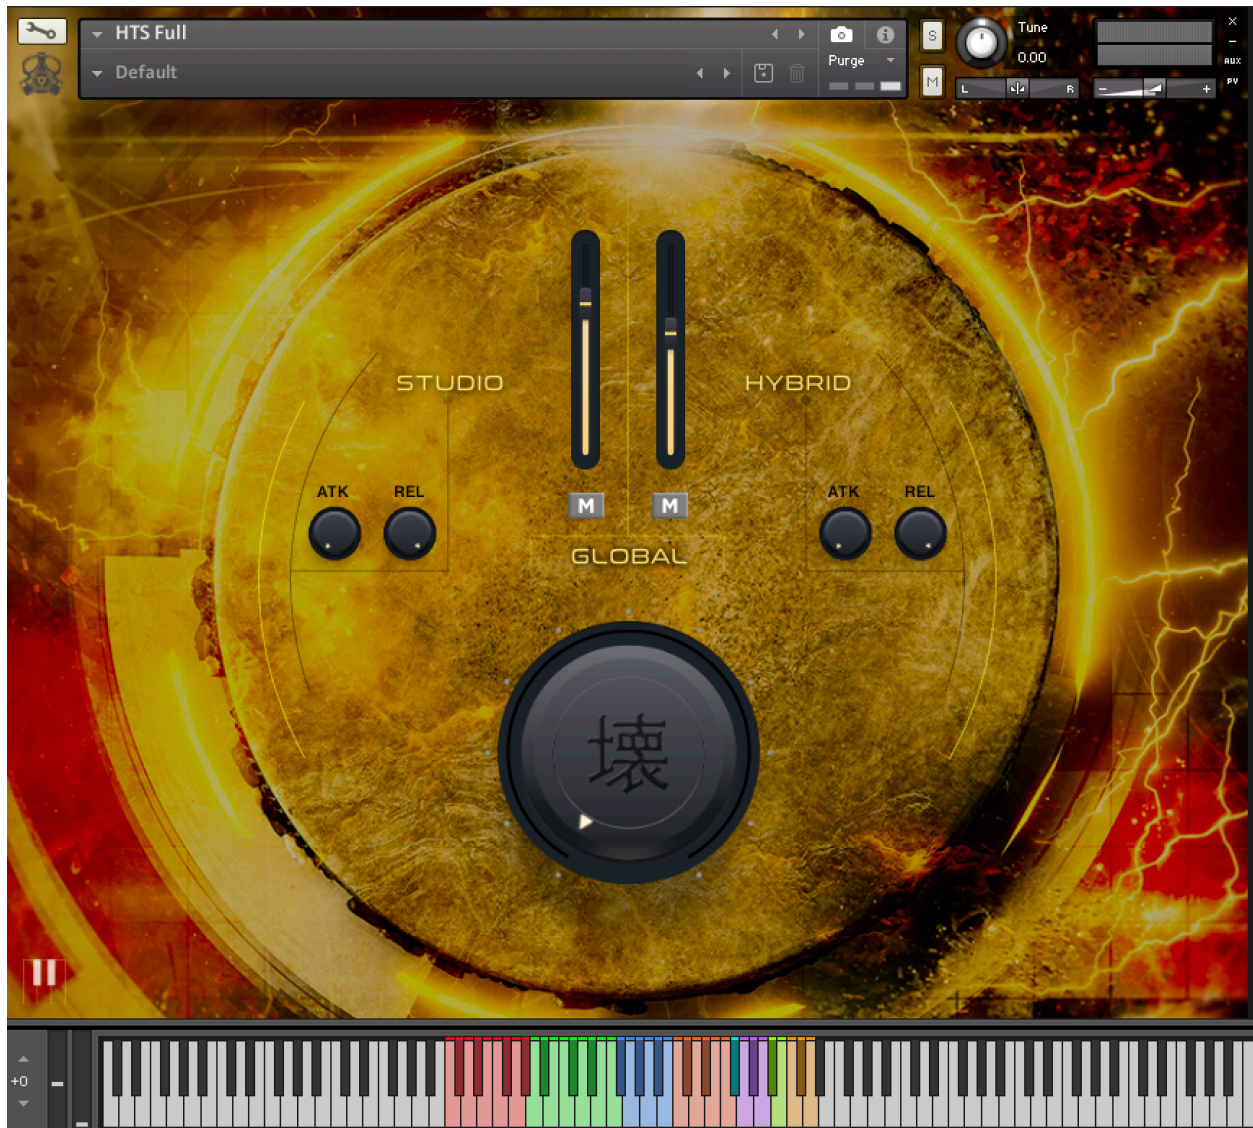 HTS Full
Default
Purge
S
M
Tune
0.00
L
R
-
+
×
-
AUX
PV
STUDIO
HYBRID
ATK
REL
ATK
REL
M
M
GLOBAL
壊
+0